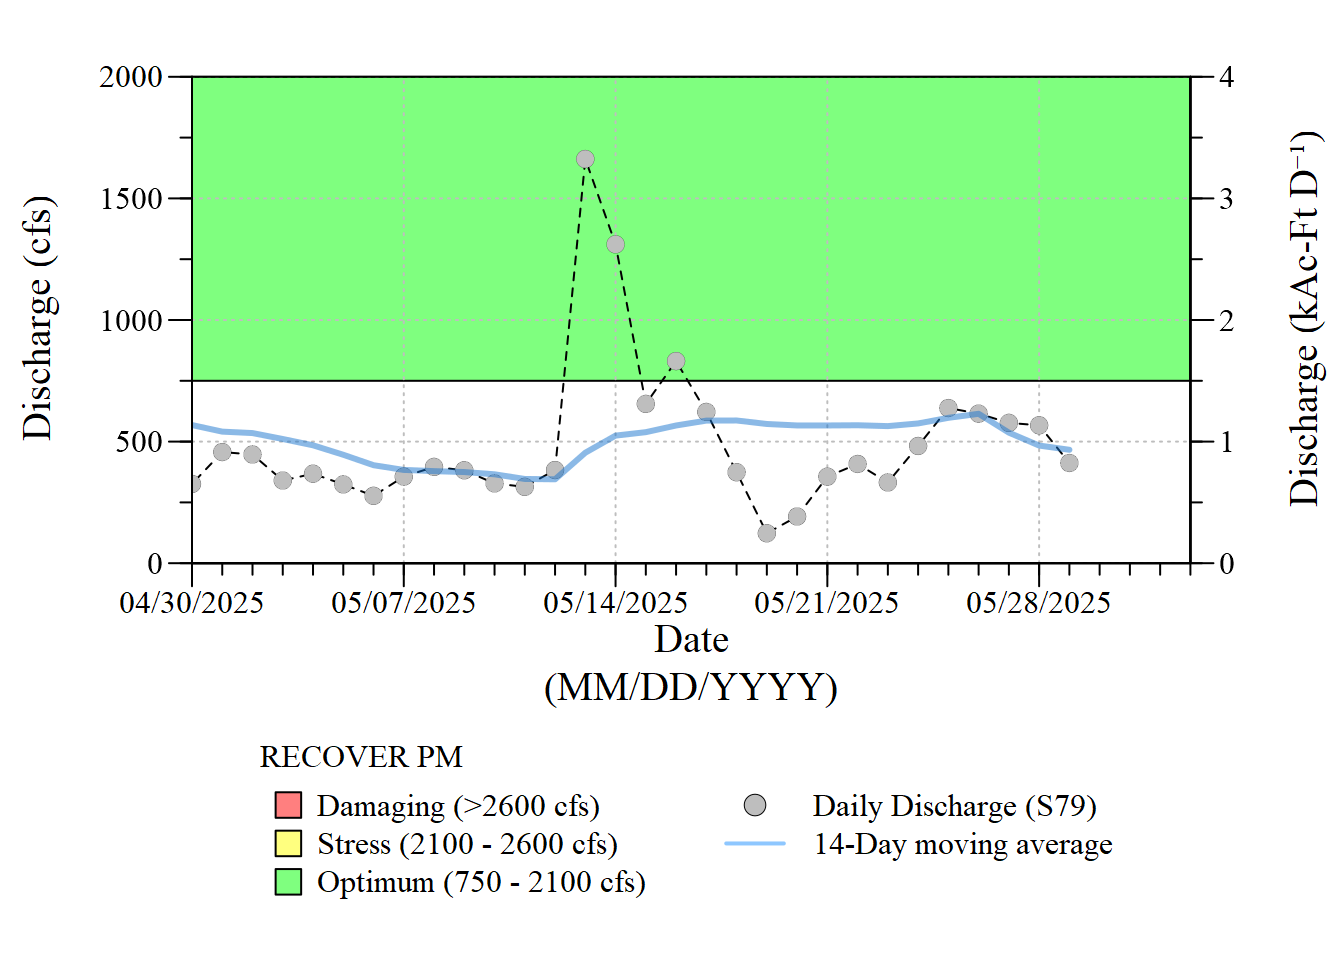 2000
1500
1000
500
0
Discharge (cfs)
4
3
2
1
0
Discharge (kAc-Ft D⁻¹)
04/30/2025 05/07/2025 05/14/2025 05/21/2025 05/28/2025
Date
(MM/DD/YYYY)
RECOVER PM
Damaging (>2600 cfs)
Stress (2100 - 2600 cfs)
Optimum (750 - 2100 cfs)
Daily Discharge (S79)
14-Day moving average